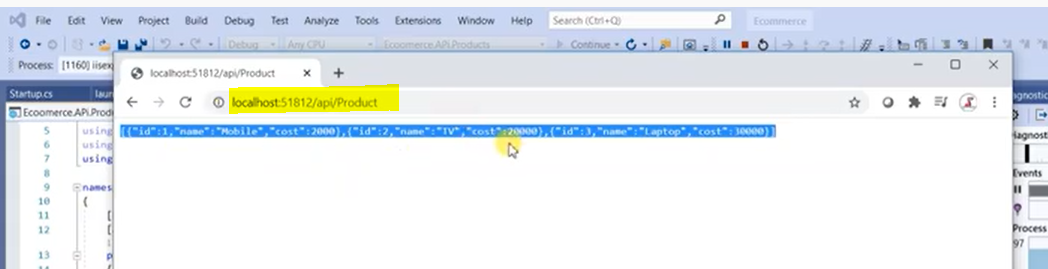 File Edit View Project Build Debug Test Analyze Tools Extensions Window Help Search (Ctrl+Q) Ecommerce
Debug Any CPU Ecoomerce.APi.Products Continue
Process: [1160] iisex
localhost:51812/api/Product
Startup.cs laun
localhost:51812/api/Product
Ecoomerce.APi.Prod
[{"id":1,"name":"Mobile","cost":2000},{"id":2,"name":"TV","cost":20000},{"id":3,"name":"Laptop","cost":30000}]
5 using
6 using
7 using
8
9 names
10 {
11 [
12 [
13 p
14
agnostic
Diagnost
Events
Process
97